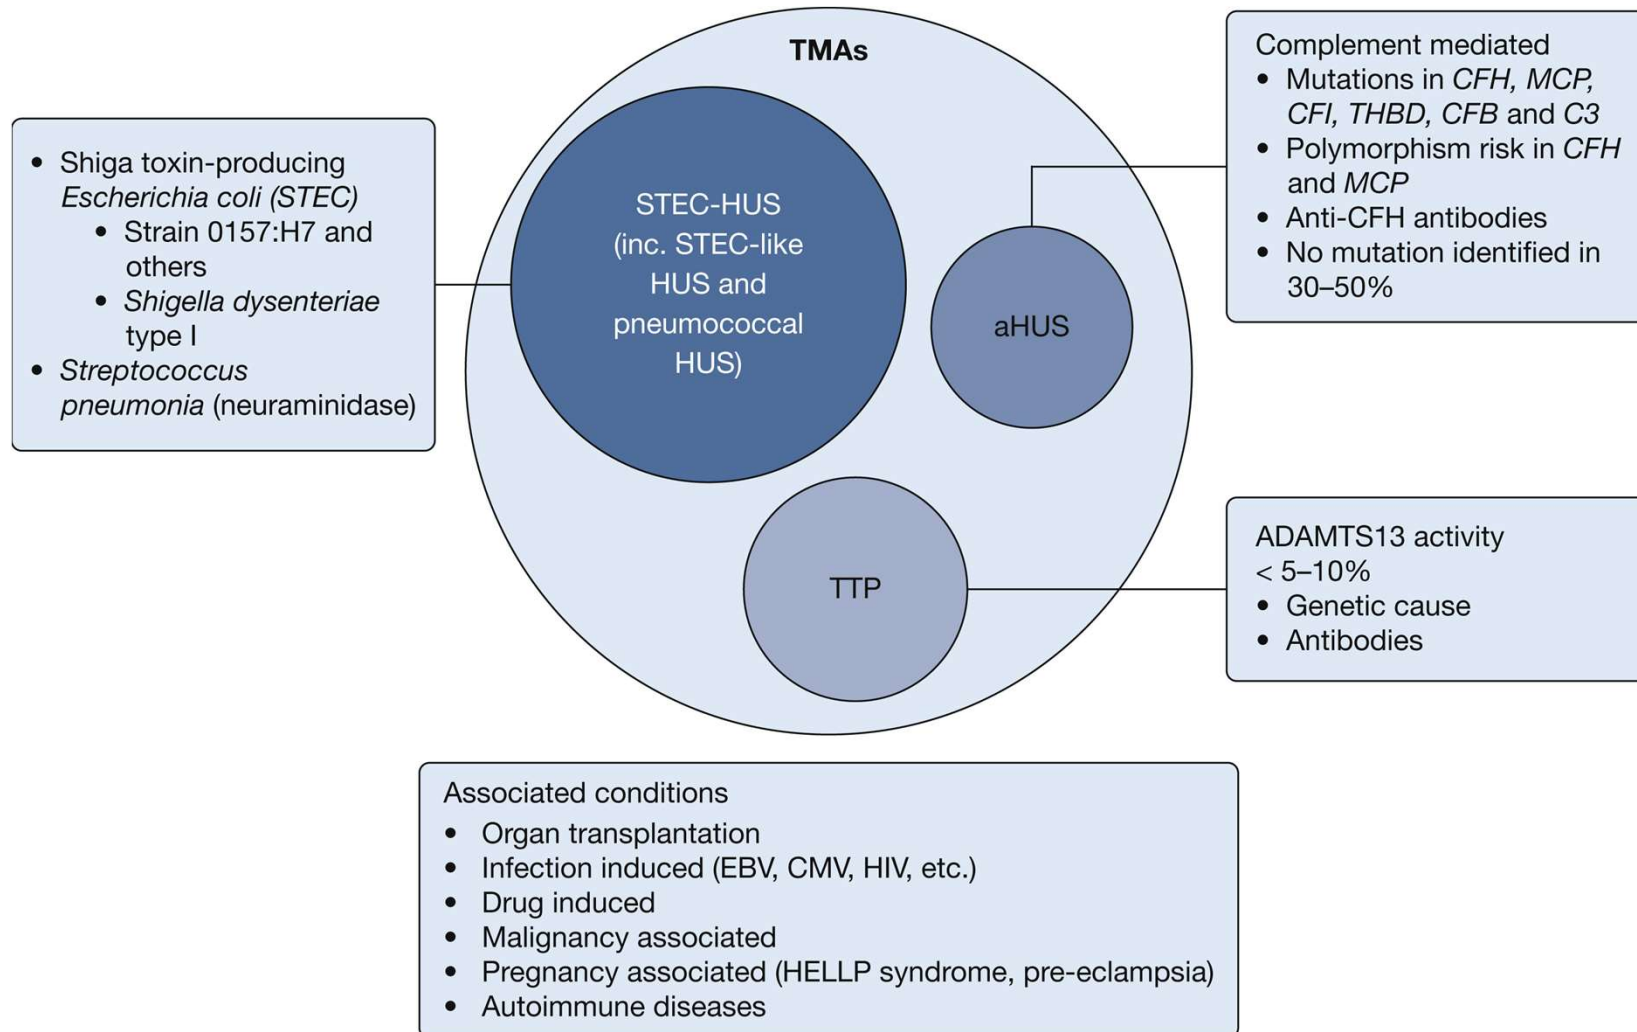 TMAs
• Shiga toxin-producing
Escherichia coli (STEC)
• Strain 0157:H7 and
others
• Shigella dysenteriae
type I
• Streptococcus
pneumonia (neuraminidase)
STEC-HUS
(inc. STEC-like
HUS and
pneumococcal
HUS)
aHUS
Complement mediated
• Mutations in CFH, MCP,
CFI, THBD, CFB and C3
• Polymorphism risk in CFH
and MCP
• Anti-CFH antibodies
• No mutation identified in
30–50%
TTP
ADAMTS13 activity
< 5–10%
• Genetic cause
• Antibodies
Associated conditions
• Organ transplantation
• Infection induced (EBV, CMV, HIV, etc.)
• Drug induced
• Malignancy associated
• Pregnancy associated (HELLP syndrome, pre-eclampsia)
• Autoimmune diseases